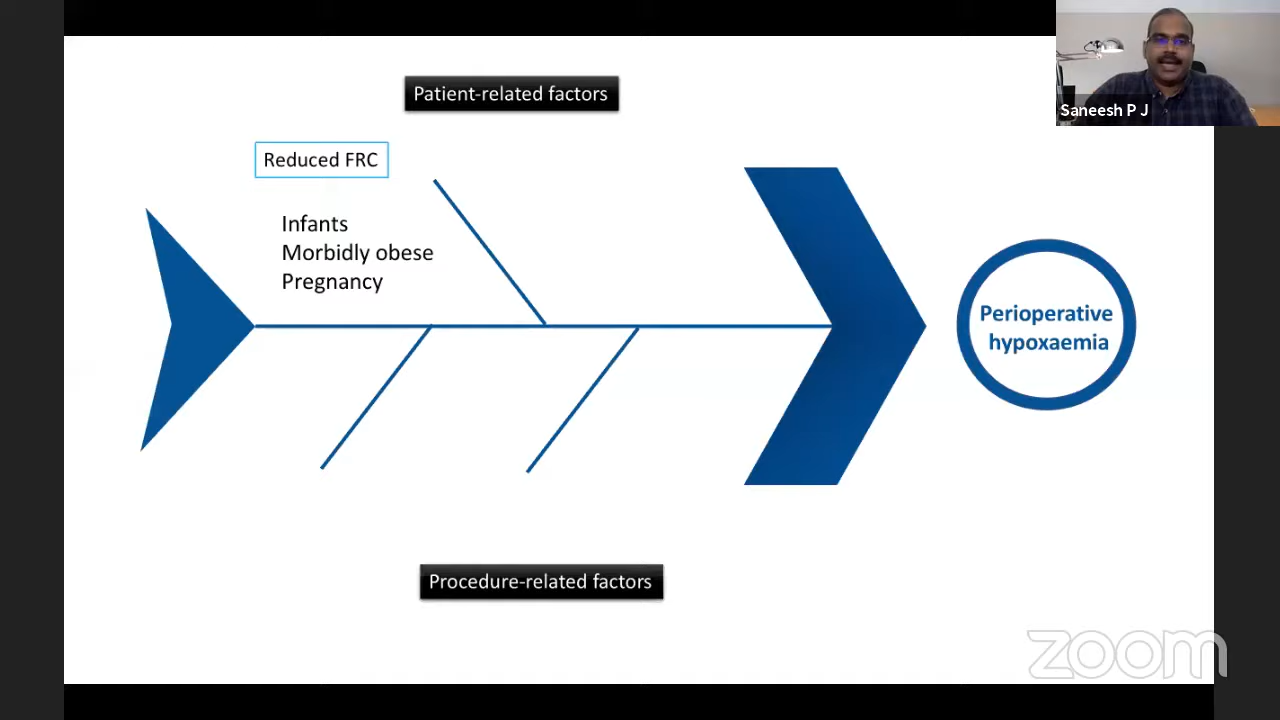 Patient-related factors
Saneesh P J
Reduced FRC
Infants
Morbidly obese
Pregnancy
Perioperative
hypoxaemia
Procedure-related factors
zoom